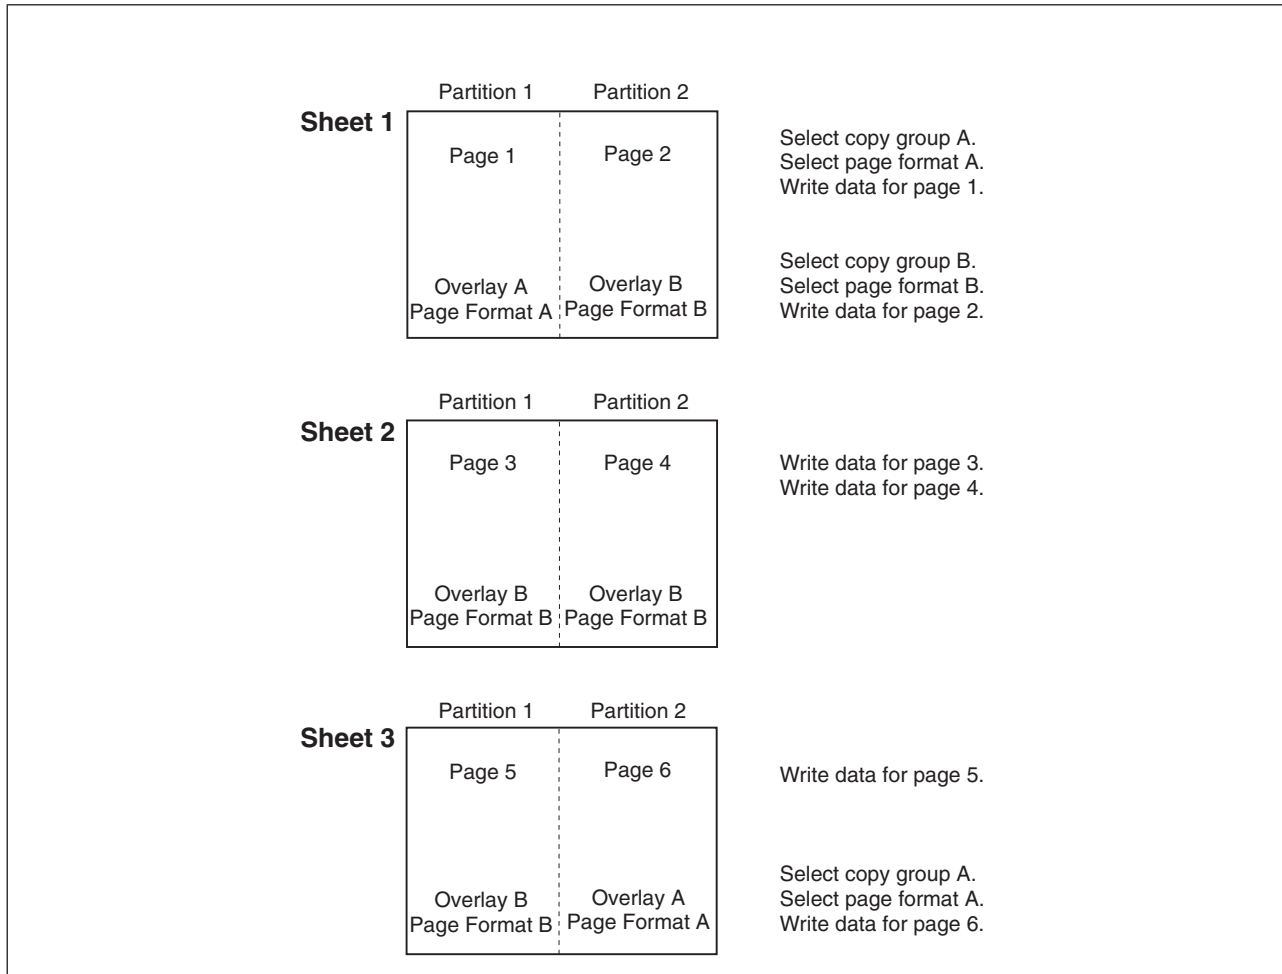 Partition 1 Partition 2
Sheet 1
Page 1 Page 2
Overlay A Overlay B
Page Format A Page Format B
Select copy group A.
Select page format A.
Write data for page 1.
Select copy group B.
Select page format B.
Write data for page 2.
Partition 1 Partition 2
Sheet 2
Page 3 Page 4
Overlay B Overlay B
Page Format B Page Format B
Write data for page 3.
Write data for page 4.
Partition 1 Partition 2
Sheet 3
Page 5 Page 6
Overlay B Overlay A
Page Format B Page Format A
Write data for page 5.
Select copy group A.
Select page format A.
Write data for page 6.